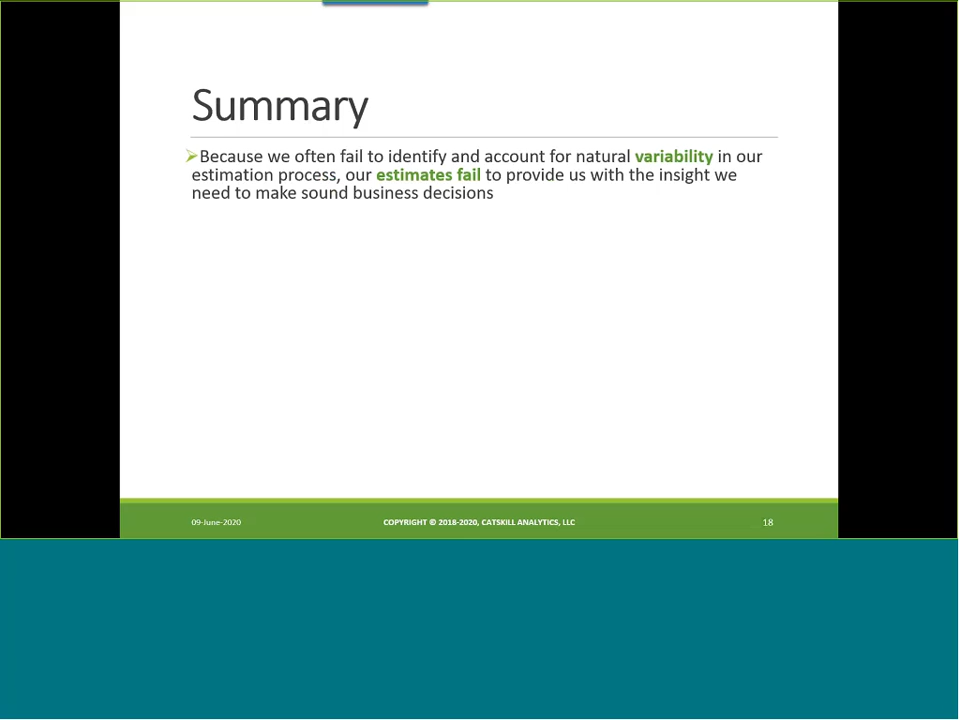 Summary
Because we often fail to identify and account for natural variability in our
estimation process, our estimates fail to provide us with the insight we
need to make sound business decisions
09-June-2020 COPYRIGHT © 2018-2020, CATSKILL ANALYTICS, LLC 18